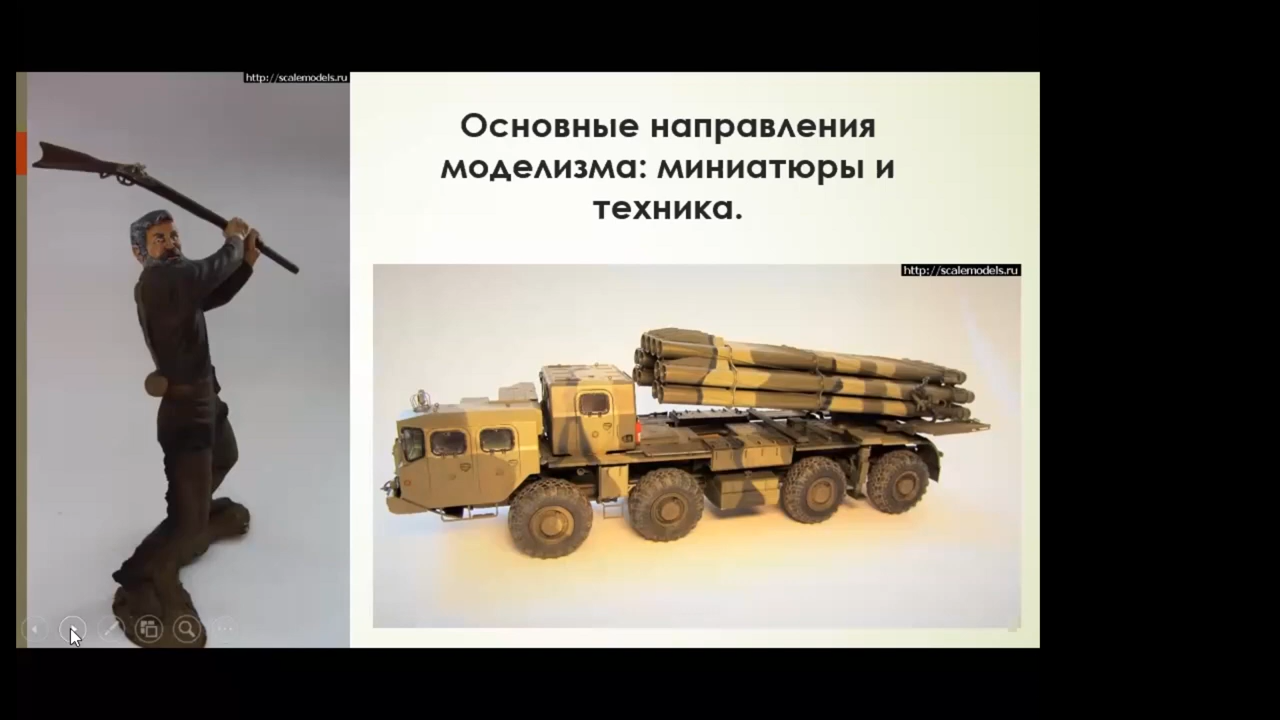 http://scalemodels.ru
Основные направления
моделизма: миниатюры и
техника.
http://scalemodels.ru